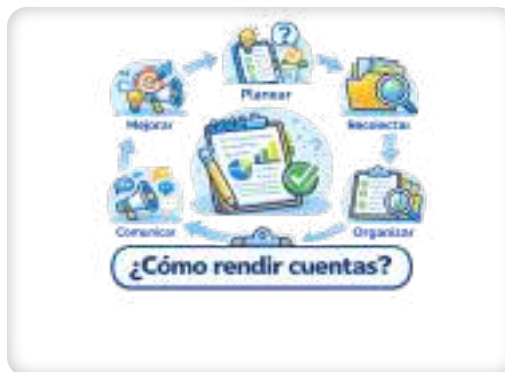 Planear
Mejorar
Recolectar
Comunicar
Organizar
¿Cómo rendir cuentas?